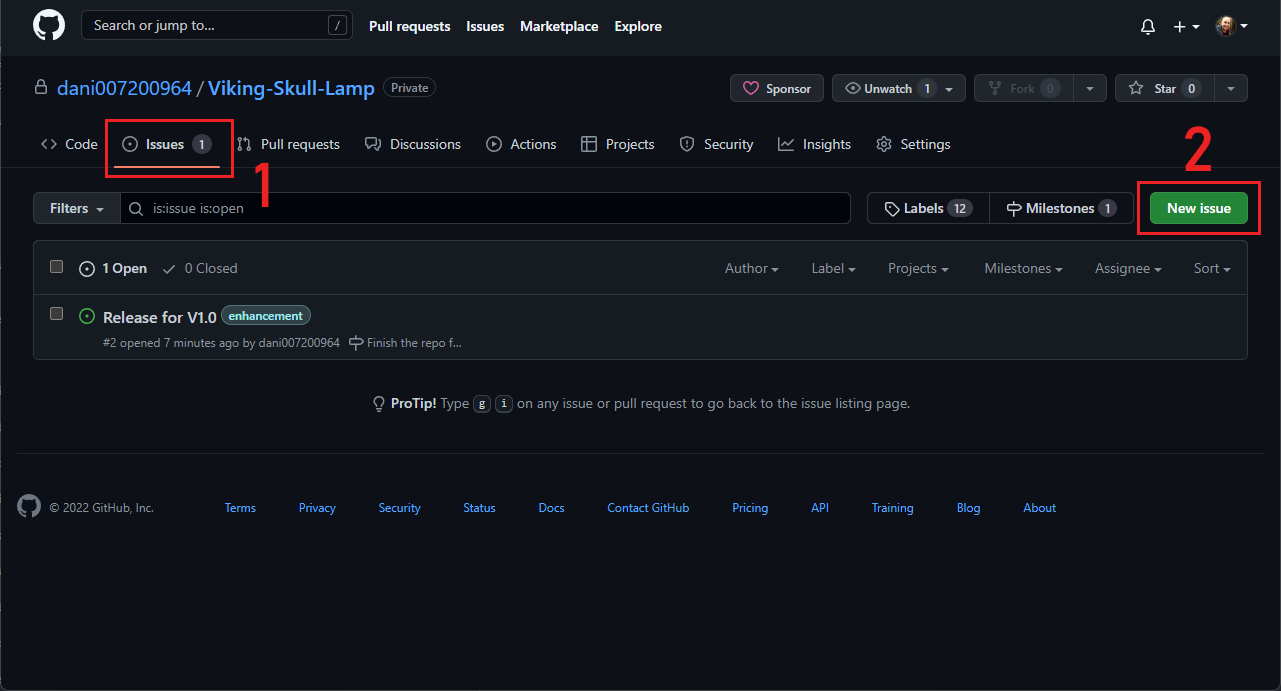 Search or jump to... / Pull requests Issues Marketplace Explore
dani007200964 / Viking-Skull-Lamp Private Sponsor Unwatch 1 Fork 0 Star 0
Code Issues 1 Pull requests Discussions Actions Projects Security Insights Settings
1 2
Filters is:issue is:open Labels 12 Milestones 1 New issue
1 Open 0 Closed Author Label Projects Milestones Assignee Sort
Release for V1.0 enhancement
#2 opened 7 minutes ago by dani007200964 Finish the repo f...
ProTip! Type g i on any issue or pull request to go back to the issue listing page.
© 2022 GitHub, Inc. Terms Privacy Security Status Docs Contact GitHub Pricing API Training Blog About